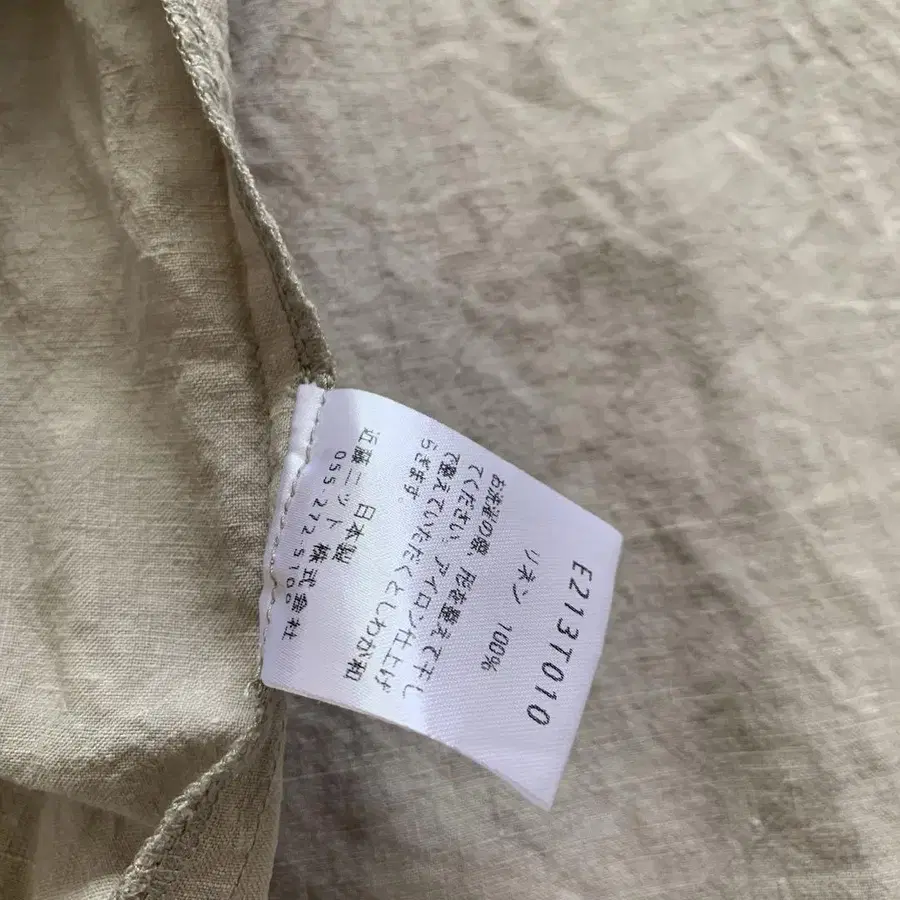 E213T010
リネン 100%
お洗濯の際、形を整えて干し
てください。アイロン仕上げ
で整えていただくとしわが和
らぎます。
日本製
近藤ニット 株式会社
055-272-5100